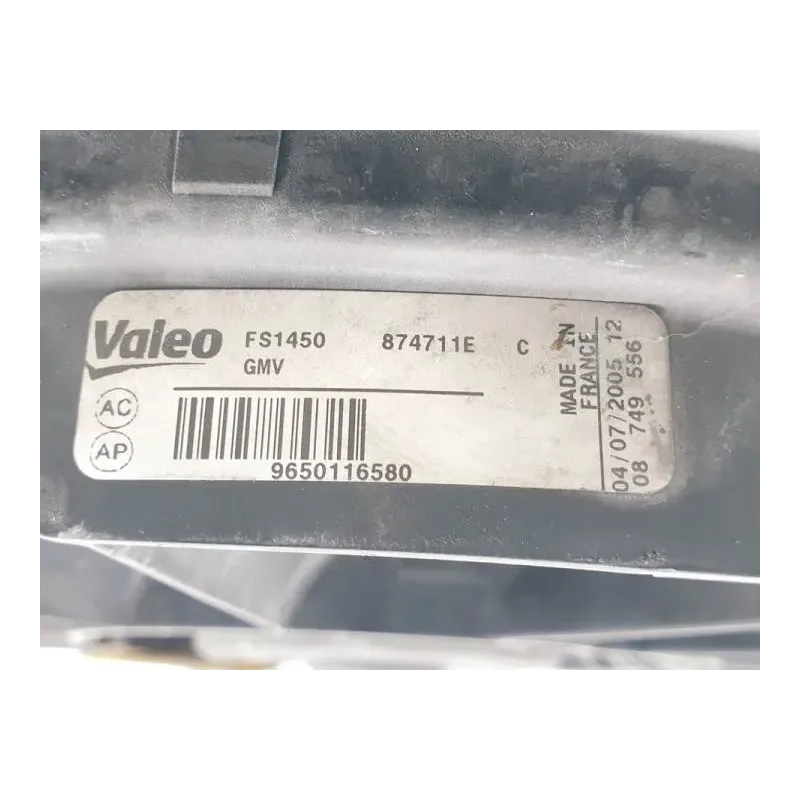 Valeo FS1450 874711E C
GMV
AC
AP
9650116580
MADE IN
FRANCE
04/07/2005 12
08 749 556